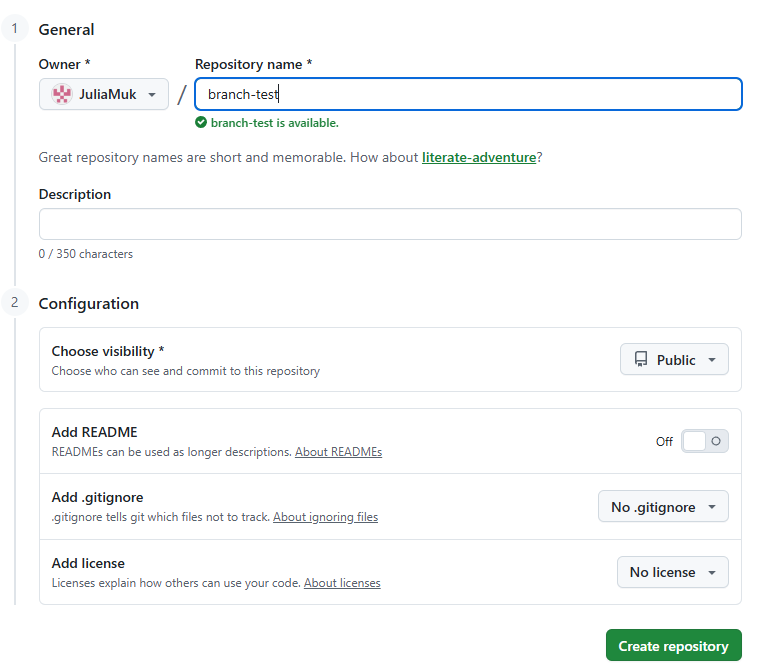 1 General
Owner * Repository name *
JuliaMuk / branch-test
branch-test is available.
Great repository names are short and memorable. How about literate-adventure?
Description
0 / 350 characters
2 Configuration
Choose visibility *
Choose who can see and commit to this repository
Public
Add README
READMEs can be used as longer descriptions. About READMEs
Off
Add .gitignore
.gitignore tells git which files not to track. About ignoring files
No .gitignore
Add license
Licenses explain how others can use your code. About licenses
No license
Create repository